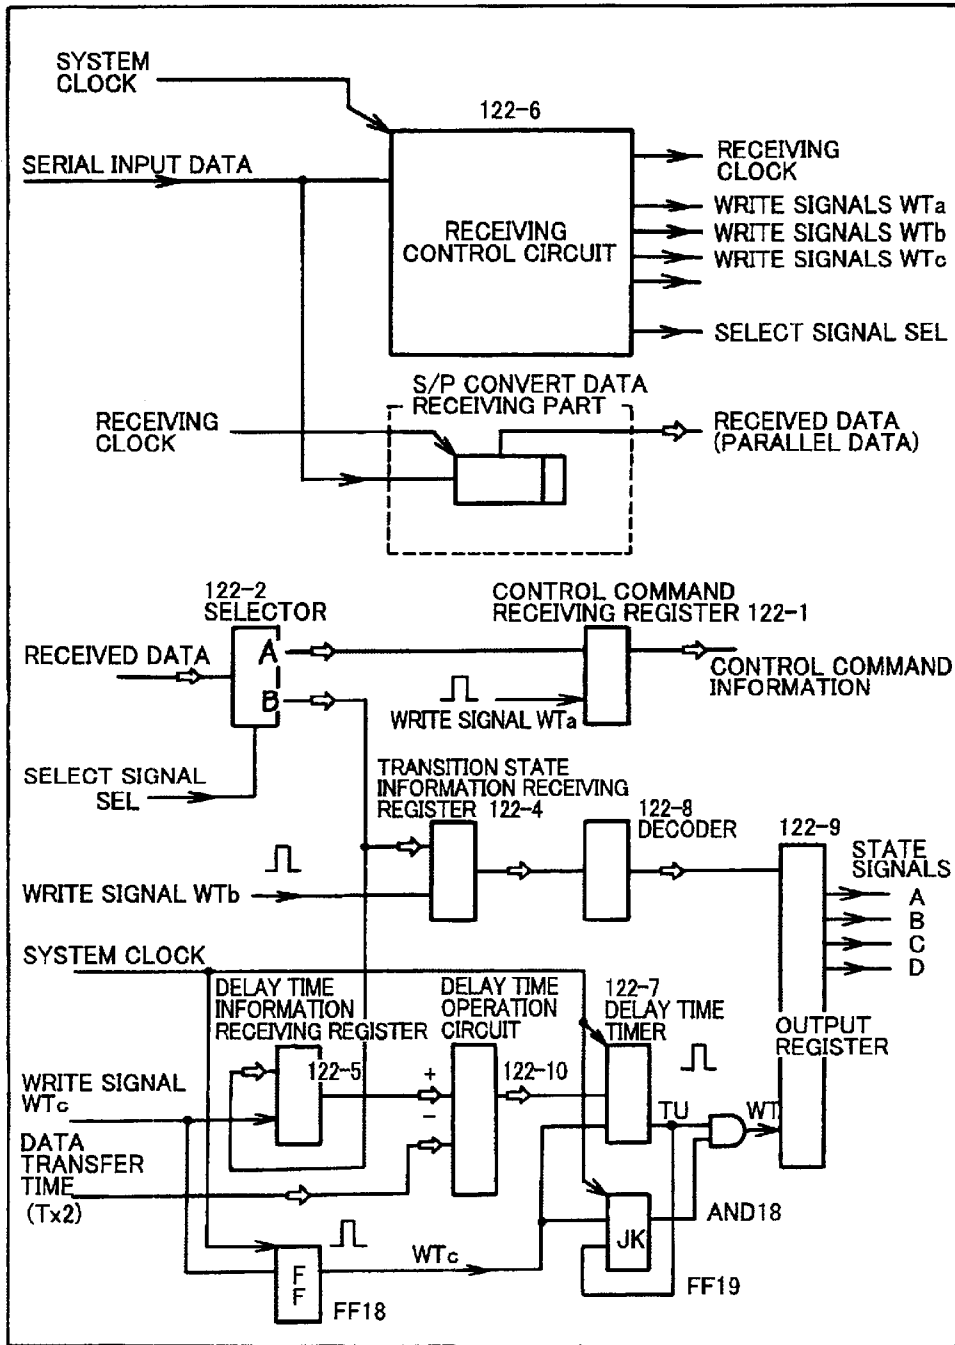 SYSTEM
CLOCK
122-6
SERIAL INPUT DATA
RECEIVING
CONTROL CIRCUIT
RECEIVING
CLOCK
WRITE SIGNALS WTa
WRITE SIGNALS WTb
WRITE SIGNALS WTc
SELECT SIGNAL SEL
S/P CONVERT DATA
RECEIVING PART
RECEIVING
CLOCK
RECEIVED DATA
(PARALLEL DATA)
122-2
SELECTOR
CONTROL COMMAND
RECEIVING REGISTER 122-1
RECEIVED DATA
A
B
CONTROL COMMAND
INFORMATION
WRITE SIGNAL WTa
SELECT SIGNAL
SEL
TRANSITION STATE
INFORMATION RECEIVING
REGISTER 122-4
122-8
DECODER
122-9
STATE
SIGNALS
A
B
C
D
WRITE SIGNAL WTb
SYSTEM CLOCK
DELAY TIME
INFORMATION
RECEIVING REGISTER
DELAY TIME
OPERATION
CIRCUIT
122-7
DELAY TIME
TIMER
OUTPUT
REGISTER
122-5
+
−
122-10
WRITE SIGNAL
WTc
TU
WT
DATA
TRANSFER
TIME
(Tx2)
AND18
JK
WTc
F
F
FF18
FF19